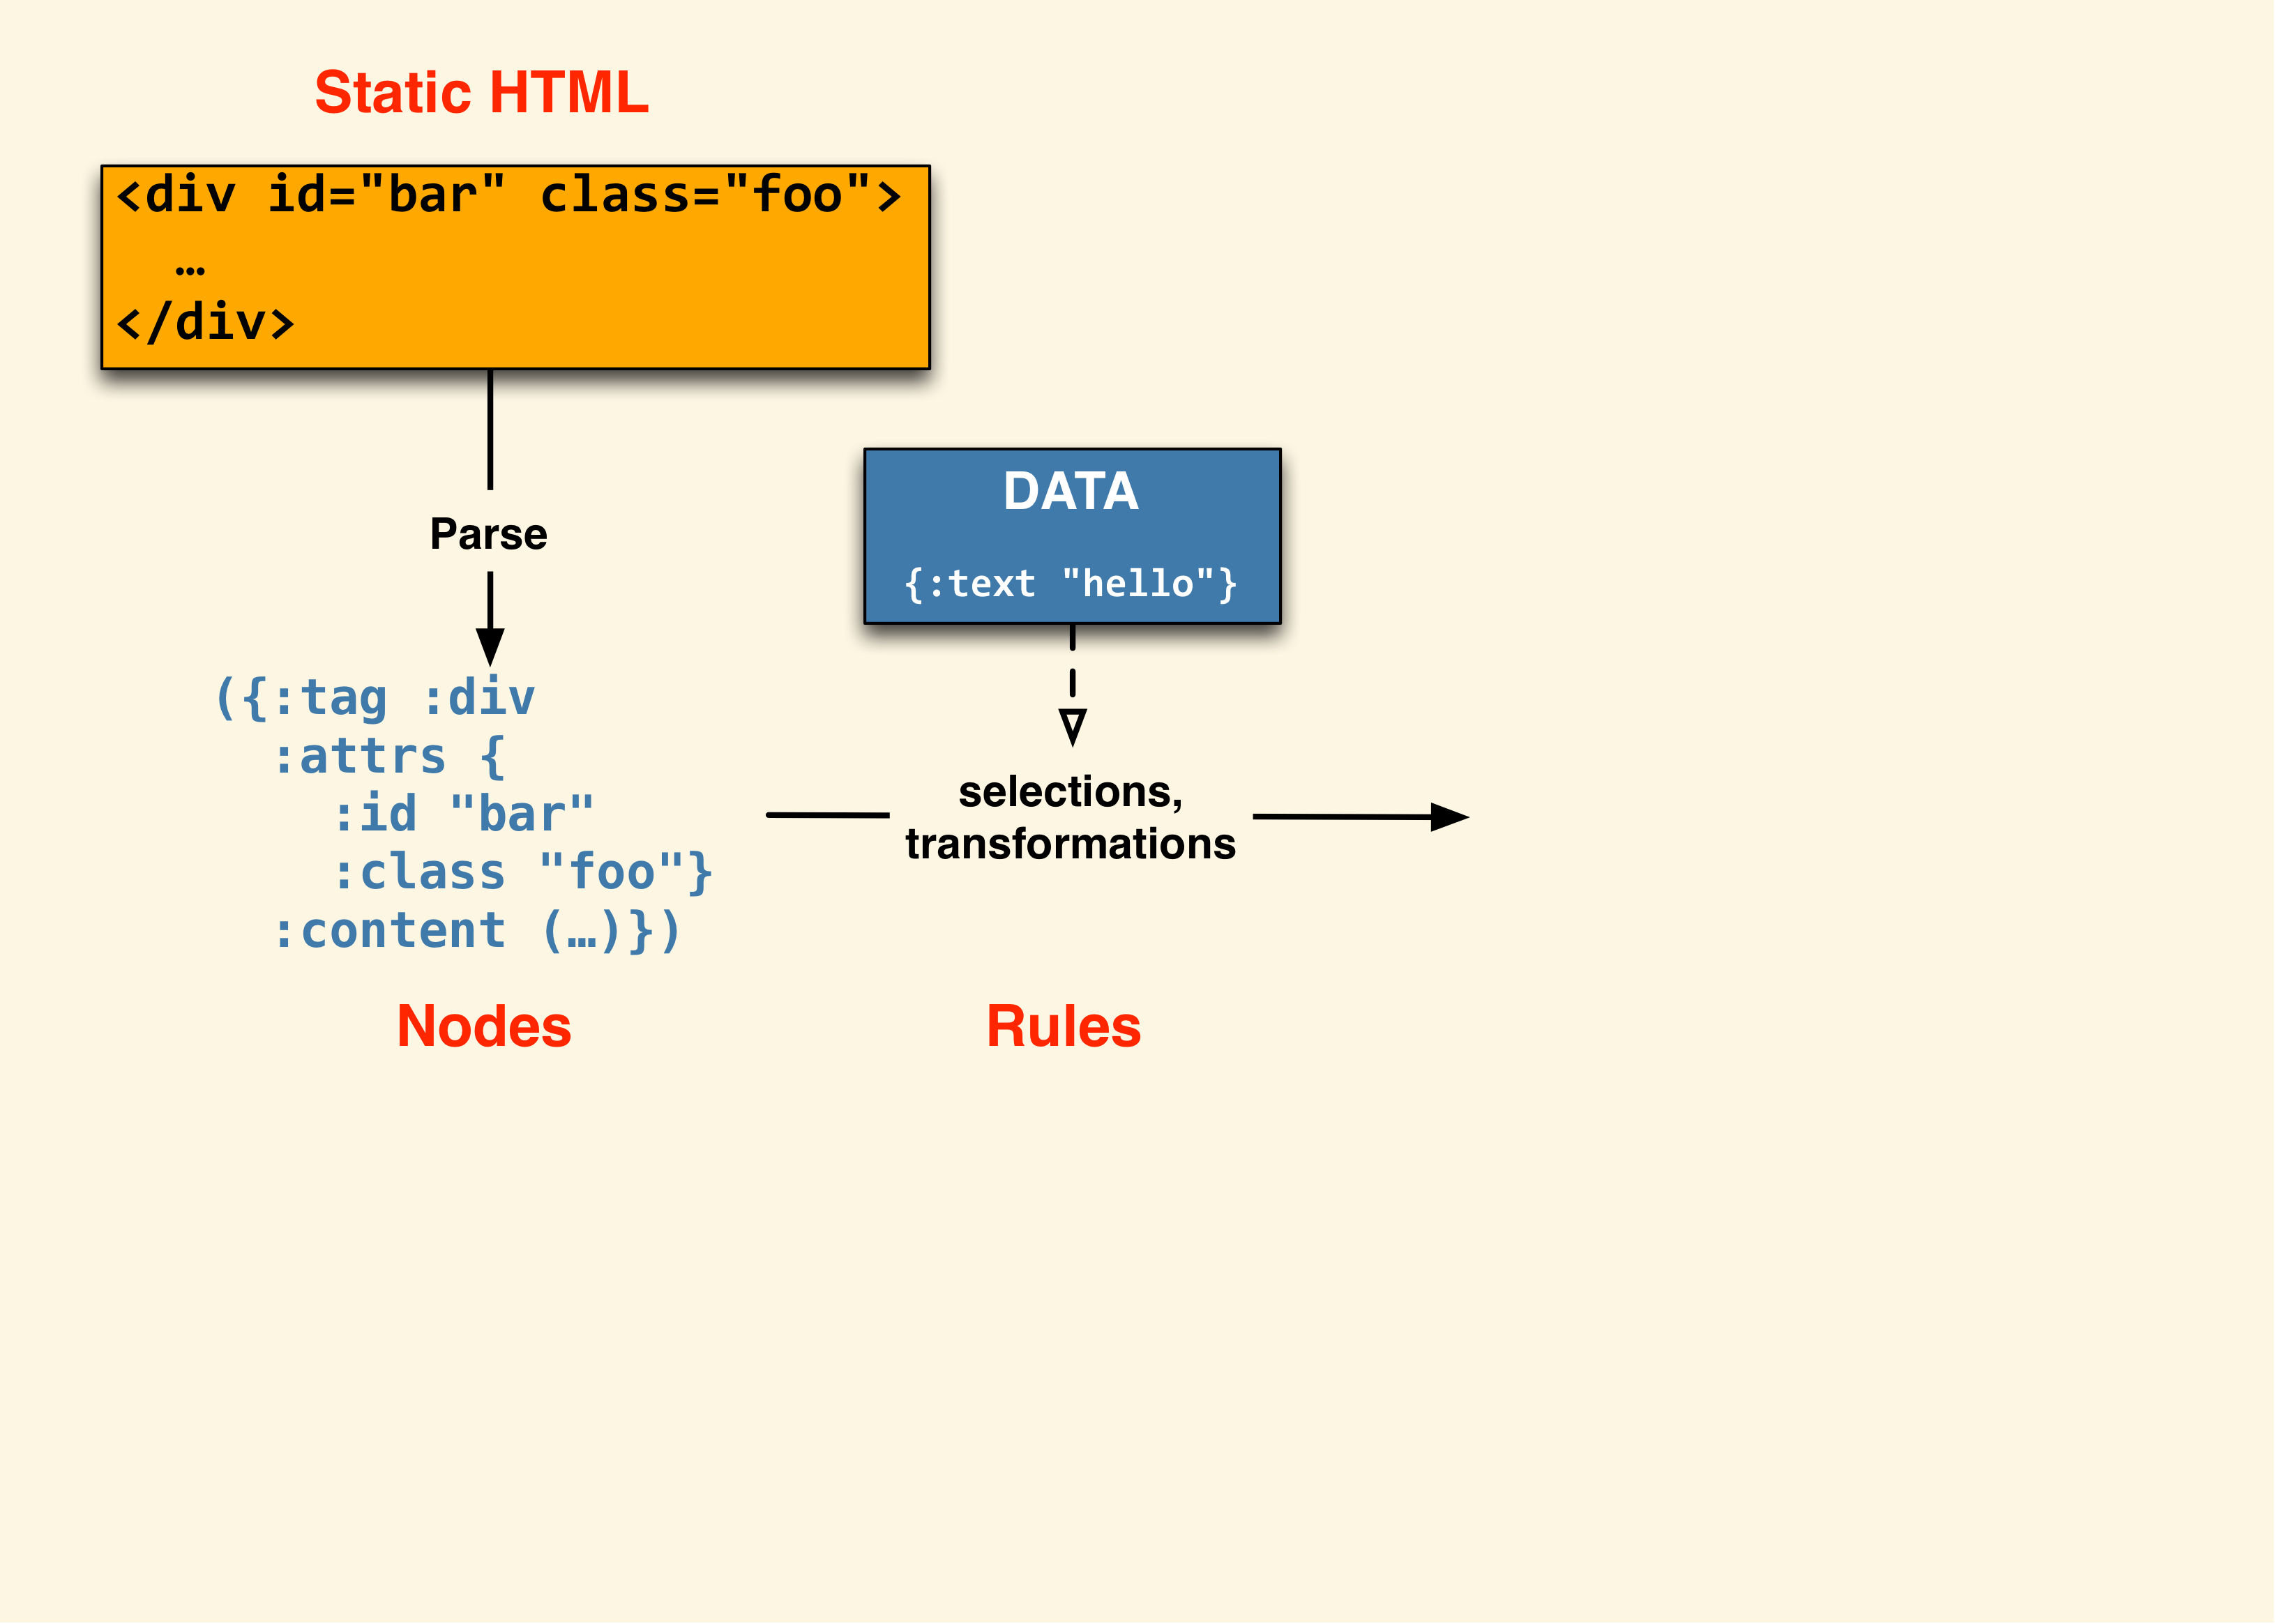 Static HTML
<div id="bar" class="foo">
  …
</div>
Parse
DATA
{:text "hello"}
({:tag :div
  :attrs {
    :id "bar"
    :class "foo"}
  :content (…)})
selections,
transformations
Nodes
Rules